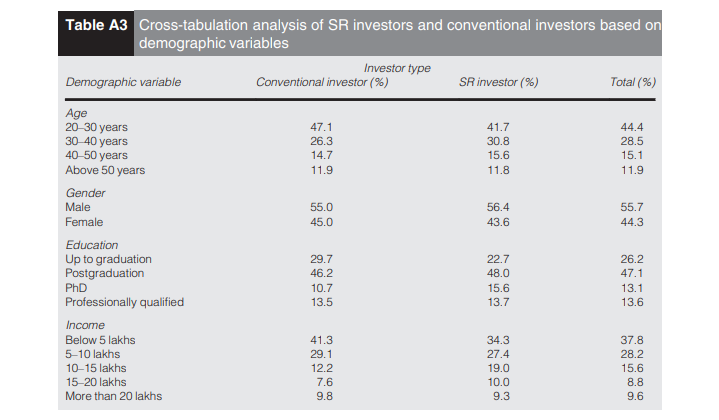 Table A3 Cross-tabulation analysis of SR investors and conventional investors based on
demographic variables
Investor type
Demographic variable Conventional investor (%) SR investor (%) Total (%)
Age
20–30 years 47.1 41.7 44.4
30–40 years 26.3 30.8 28.5
40–50 years 14.7 15.6 15.1
Above 50 years 11.9 11.8 11.9
Gender
Male 55.0 56.4 55.7
Female 45.0 43.6 44.3
Education
Up to graduation 29.7 22.7 26.2
Postgraduation 46.2 48.0 47.1
PhD 10.7 15.6 13.1
Professionally qualified 13.5 13.7 13.6
Income
Below 5 lakhs 41.3 34.3 37.8
5–10 lakhs 29.1 27.4 28.2
10–15 lakhs 12.2 19.0 15.6
15–20 lakhs 7.6 10.0 8.8
More than 20 lakhs 9.8 9.3 9.6